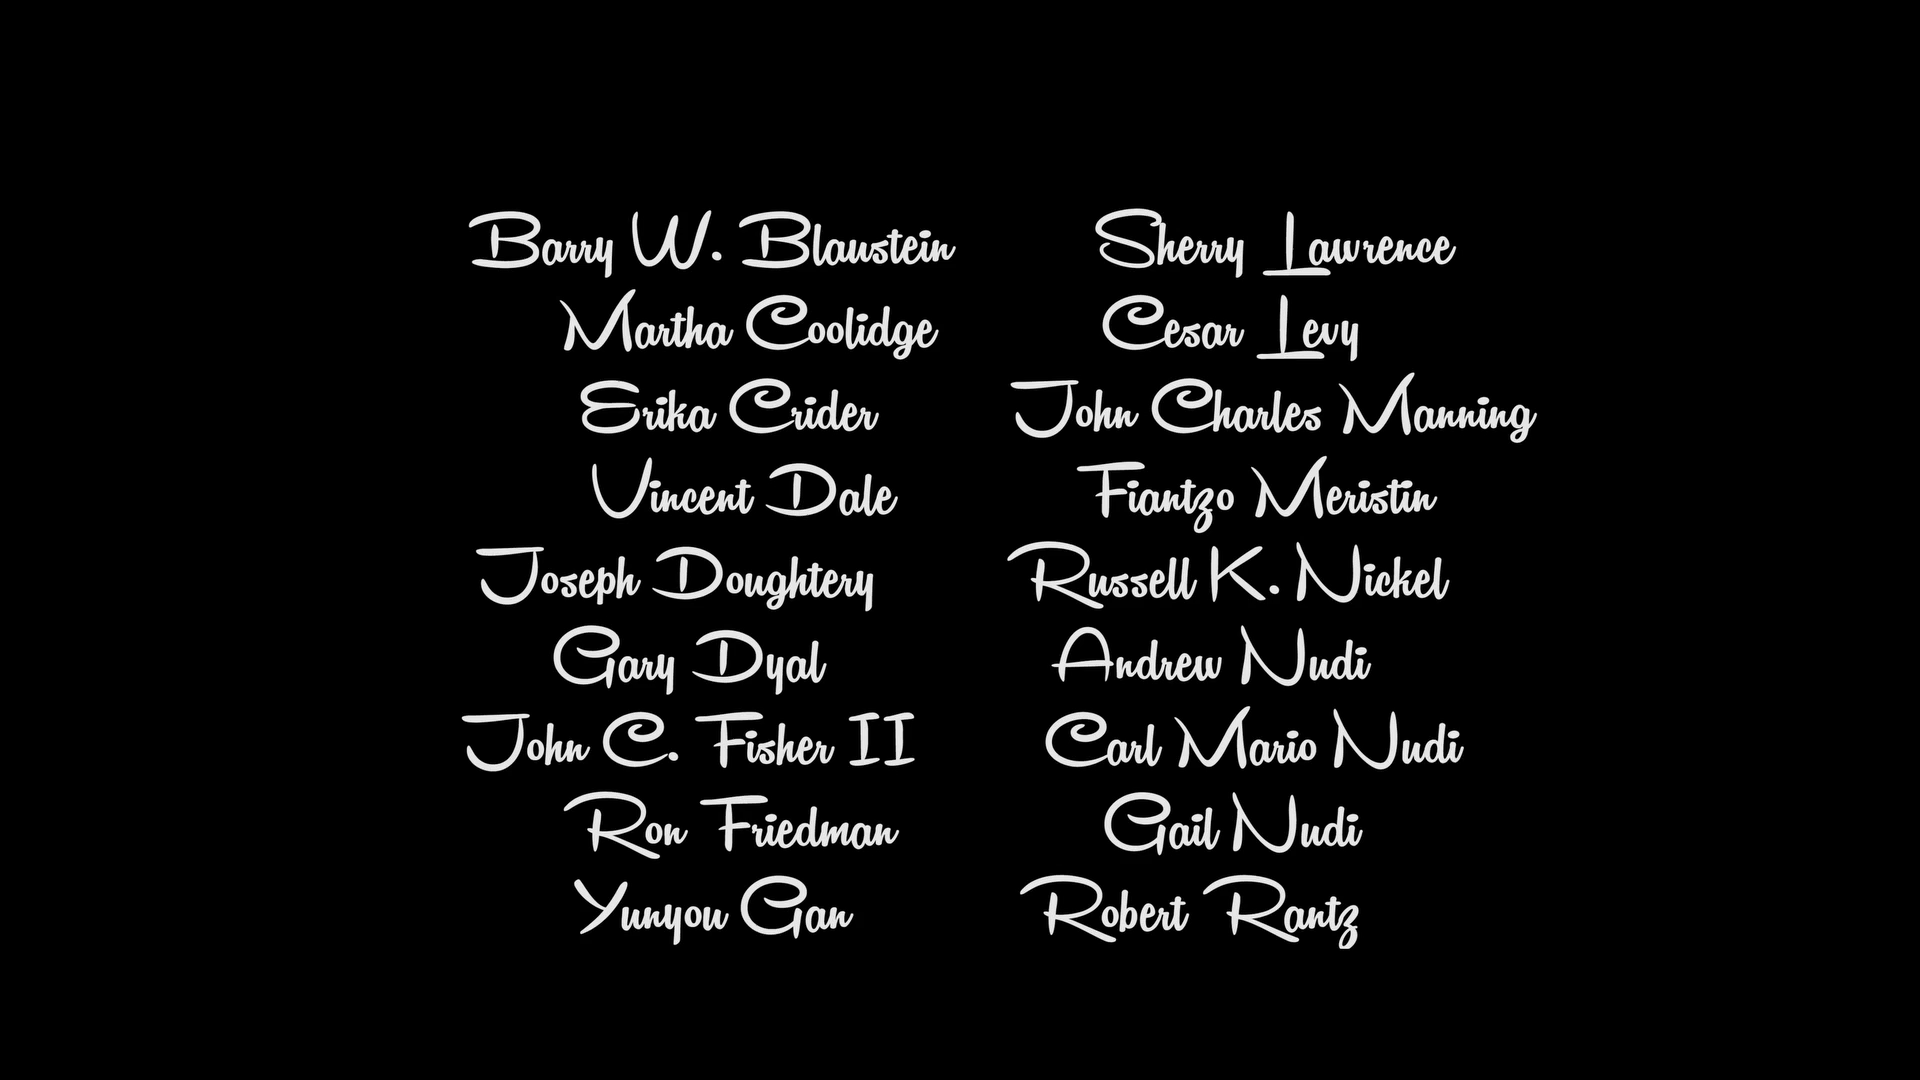 Barry W. Blaustein
Martha Coolidge
Erika Crider
Vincent Dale
Joseph Doughtery
Gary Dyal
John C. Fisher II
Ron Friedman
Yunyou Gan
Sherry Lawrence
Cesar Levy
John Charles Manning
Fiantzo Meristin
Russell K. Nickel
Andrew Nudi
Carl Mario Nudi
Gail Nudi
Robert Rantz